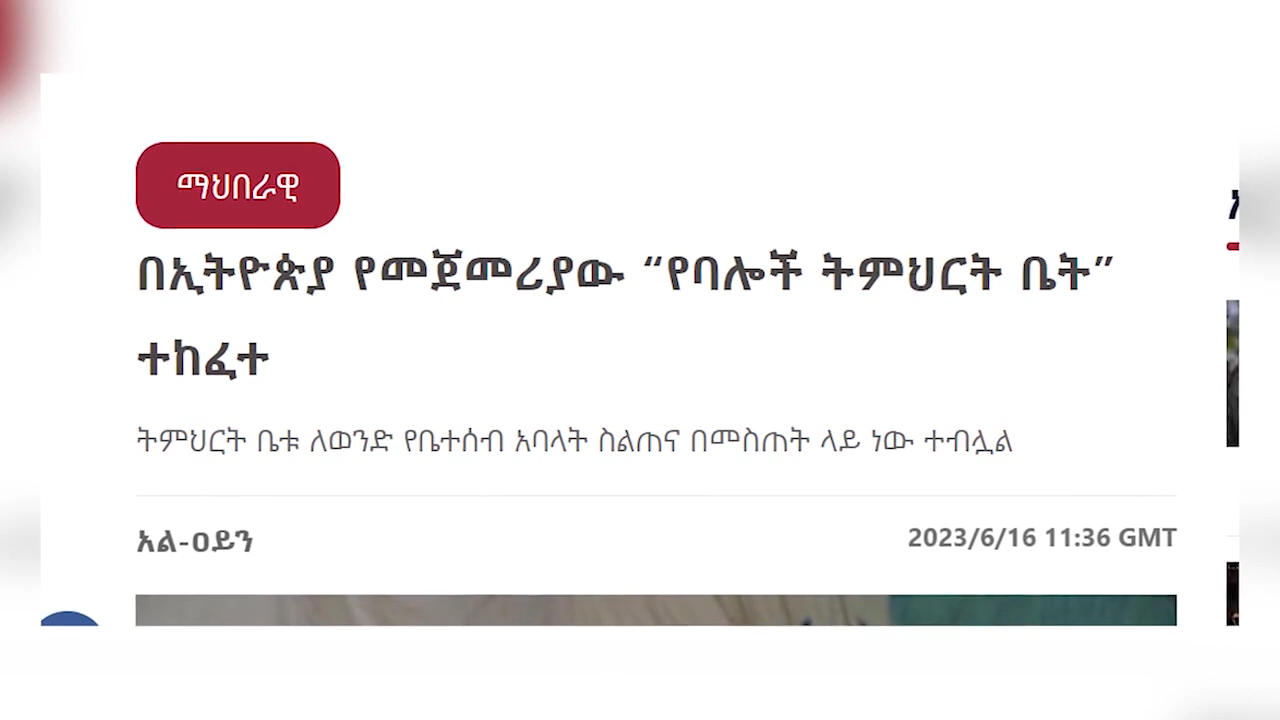 ማህበራዊ
በኢትዮጵያ የመጀመሪያው “የባሎች ትምህርት ቤት”
ተከፈተ
ትምህርት ቤቱ ለወንድ የቤተሰብ አባላት ስልጠና በመስጠት ላይ ነው ተብሏል
አል-ዐይን
2023/6/16 11:36 GMT